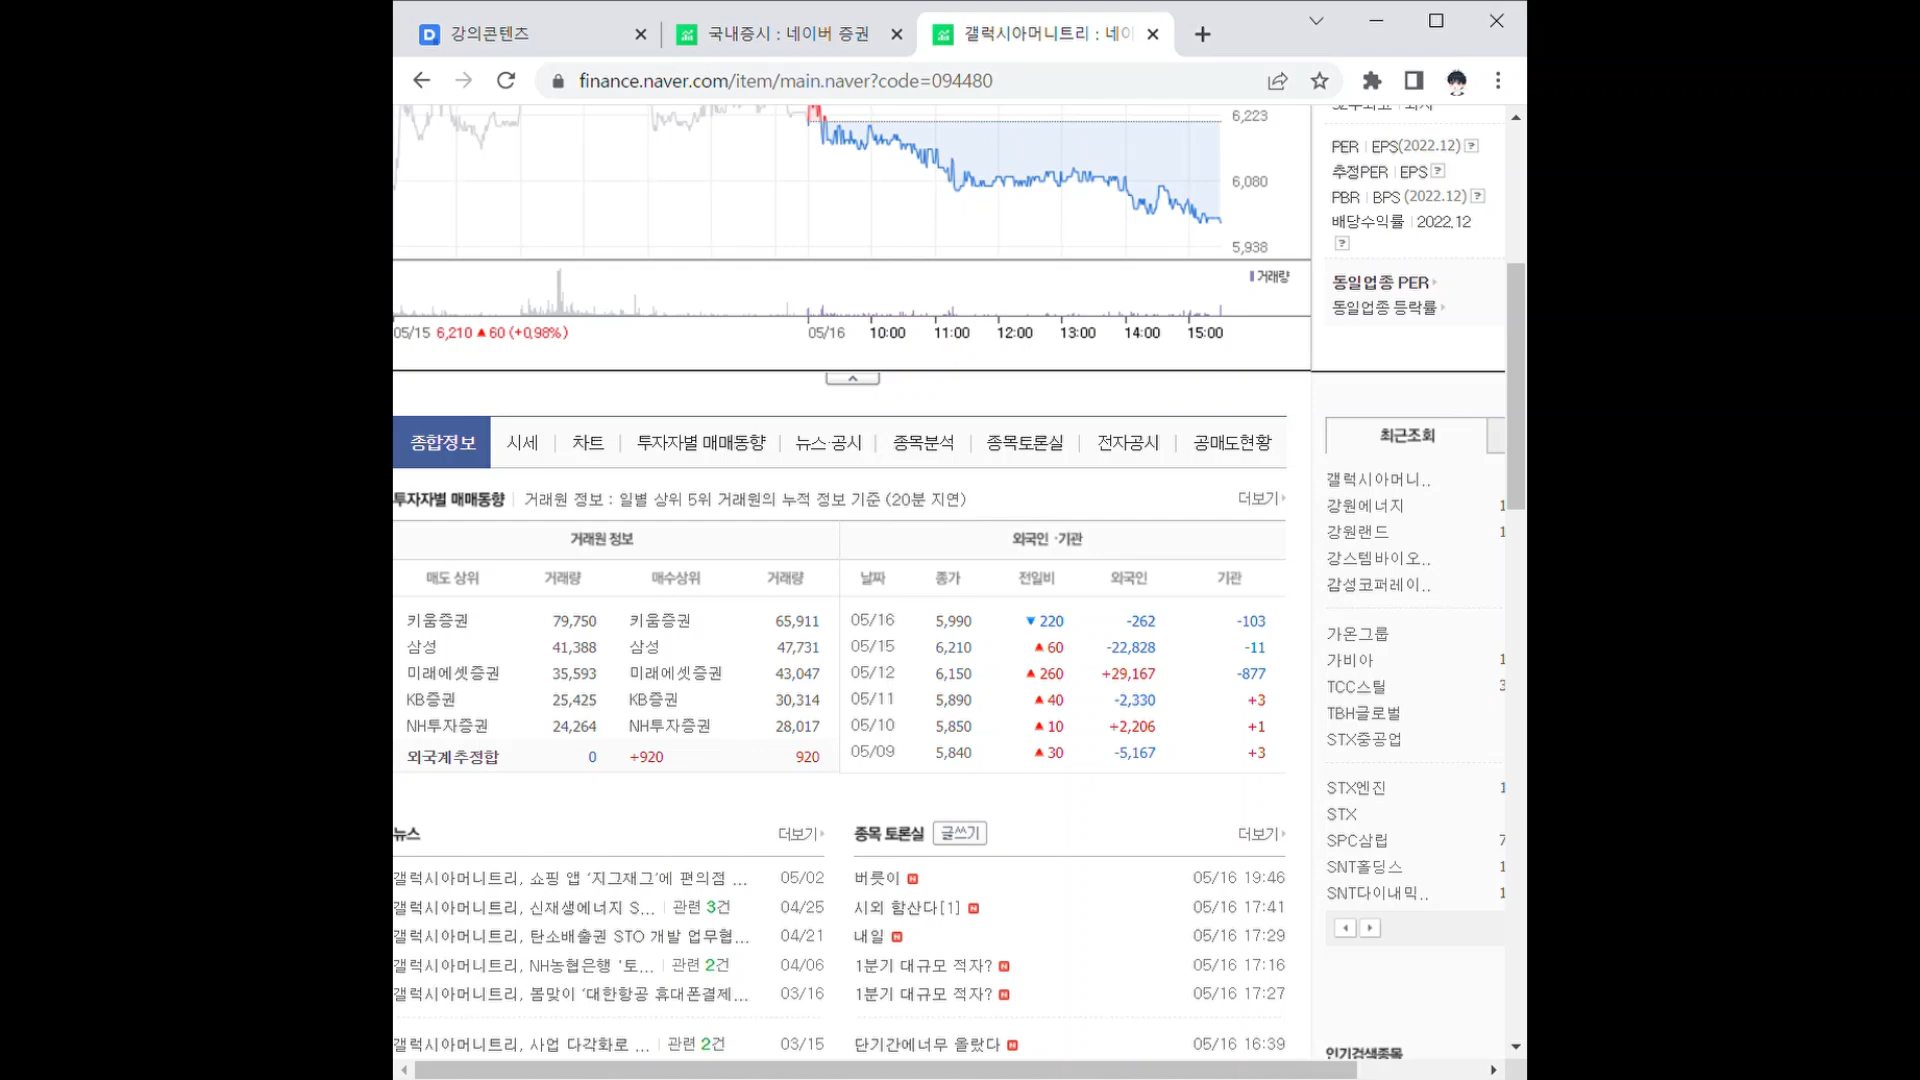 강의콘텐츠
국내증시 : 네이버 증권
갤럭시아머니트리 : 네이
finance.naver.com/item/main.naver?code=094480
6,223
6,080
5,938
거래량
05/15 6,210 ▲60 (+0,98%)
05/16 10:00 11:00 12:00 13:00 14:00 15:00
PER | EPS(2022.12) ?
추정PER | EPS ?
PBR | BPS (2022.12) ?
배당수익률 | 2022.12
?
동일업종 PER
동일업종 등락률
종합정보 시세 차트 투자자별 매매동향 뉴스·공시 종목분석 종목토론실 전자공시 공매도현황
투자자별 매매동향 | 거래원 정보 : 일별 상위 5위 거래원의 누적 정보 기준 (20분 지연) 더보기
거래원 정보 외국인 ·기관
매도 상위 거래량 매수상위 거래량 날짜 종가 전일비 외국인 기관
키움증권 79,750 키움증권 65,911 05/16 5,990 ▼220 -262 -103
삼성 41,388 삼성 47,731 05/15 6,210 ▲60 -22,828 -11
미래에셋증권 35,593 미래에셋증권 43,047 05/12 6,150 ▲260 +29,167 -877
KB증권 25,425 KB증권 30,314 05/11 5,890 ▲40 -2,330 +3
NH투자증권 24,264 NH투자증권 28,017 05/10 5,850 ▲10 +2,206 +1
외국계추정합 0 +920 920 05/09 5,840 ▲30 -5,167 +3
뉴스 더보기
갤럭시아머니트리, 쇼핑 앱 ‘지그재그’에 편의점 ... 05/02
갤럭시아머니트리, 신재생에너지 S... | 관련 3건 04/25
갤럭시아머니트리, 탄소배출권 STO 개발 업무협... 04/21
갤럭시아머니트리, NH농협은행 '토... | 관련 2건 04/06
갤럭시아머니트리, 봄맞이 ‘대한항공 휴대폰결제... 03/16
갤럭시아머니트리, 사업 다각화로 ... | 관련 2건 03/15
종목 토론실 글쓰기 더보기
버릇이 N 05/16 19:46
시외 함산다[1] N 05/16 17:41
내일 N 05/16 17:29
1분기 대규모 적자? N 05/16 17:16
1분기 대규모 적자? N 05/16 17:27
단기간에너무 올랐다 N 05/16 16:39
최근조회
갤럭시아머니..
강원에너지 1
강원랜드 1
강스템바이오..
감성코퍼레이..
가온그룹
가비아 1
TCC스틸 3
TBH글로벌
STX중공업
STX엔진 1
STX
SPC삼립 7
SNT홀딩스 1
SNT다이내믹.. 1
인기검색종목